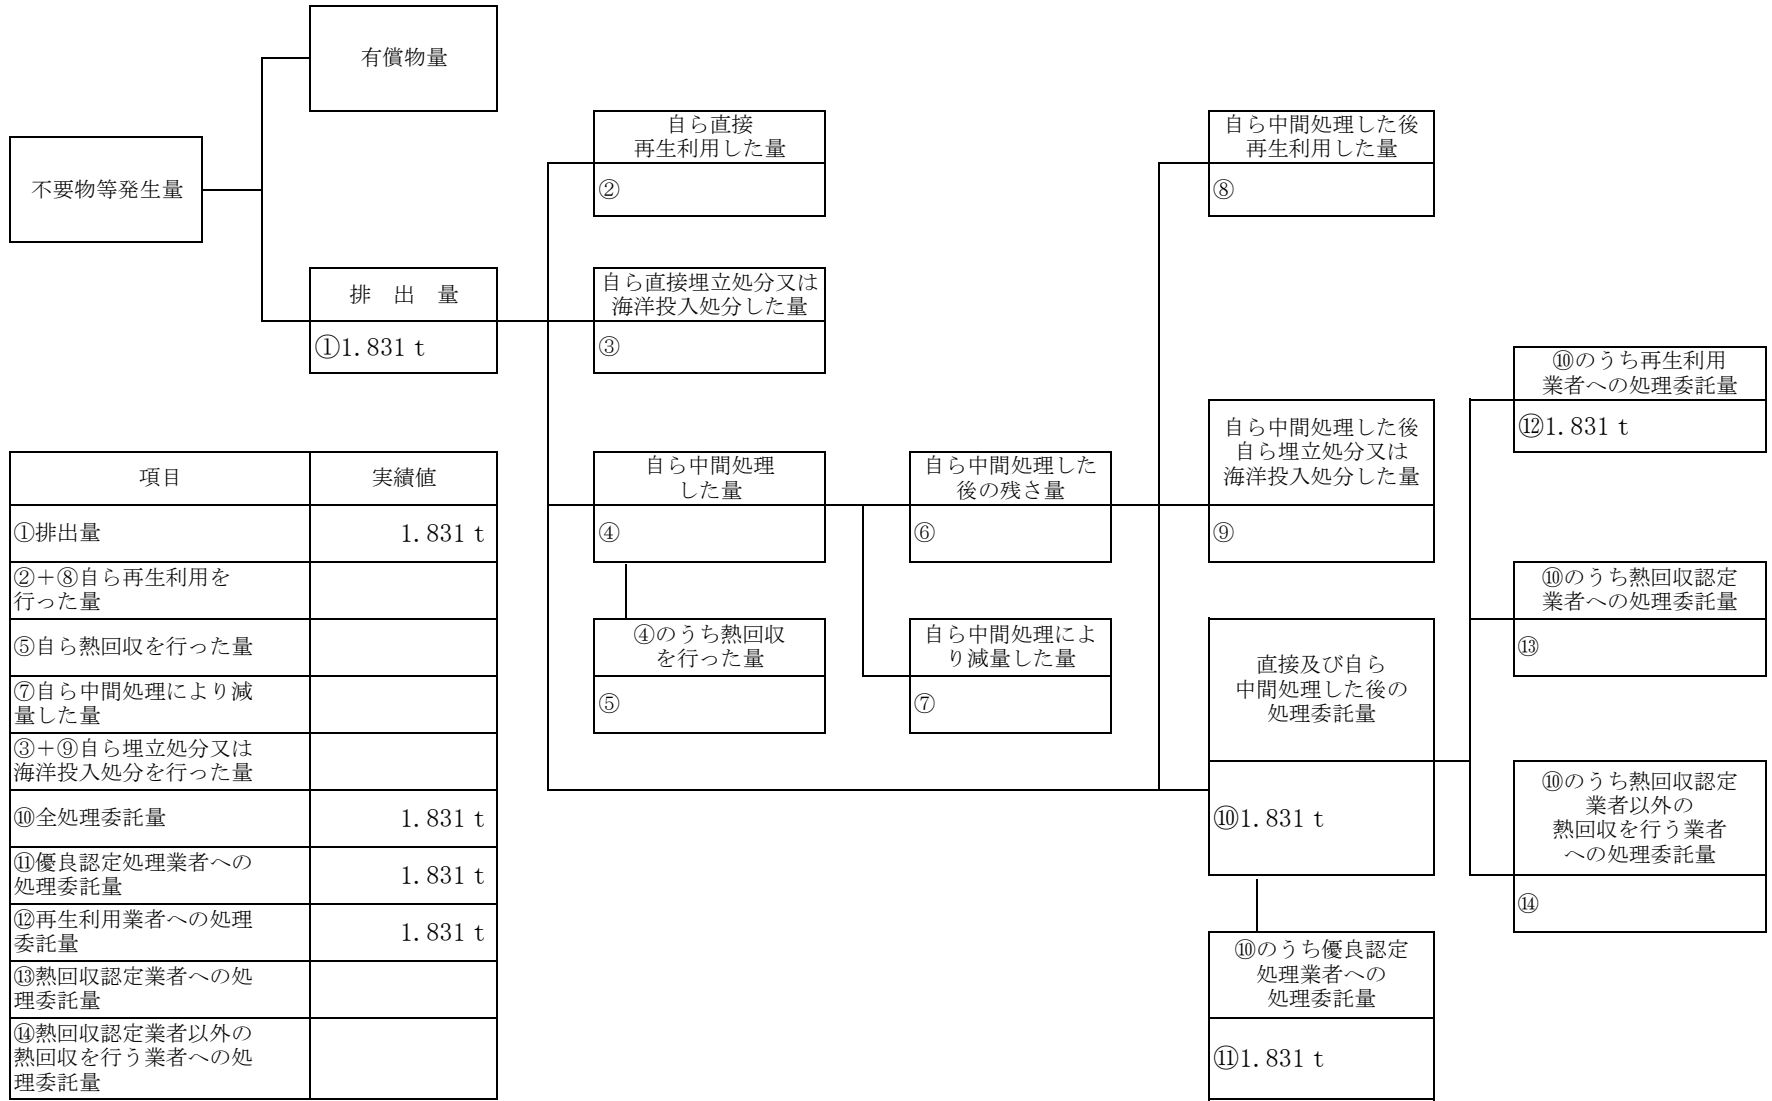 有償物量
不要物等発生量
排　出　量
①1.831 t
自ら直接
再生利用した量
②
自ら直接埋立処分又は
海洋投入処分した量
③
自ら中間処理
した量
④
④のうち熱回収
を行った量
⑤
自ら中間処理した
後の残さ量
⑥
自ら中間処理によ
り減量した量
⑦
自ら中間処理した後
再生利用した量
⑧
自ら中間処理した後
自ら埋立処分又は
海洋投入処分した量
⑨
直接及び自ら
中間処理した後の
処理委託量
⑩1.831 t
⑩のうち優良認定
処理業者への
処理委託量
⑪1.831 t
⑩のうち再生利用
業者への処理委託量
⑫1.831 t
⑩のうち熱回収認定
業者への処理委託量
⑬
⑩のうち熱回収認定
業者以外の
熱回収を行う業者
への処理委託量
⑭
項目 実績値
①排出量 1.831 t
②＋⑧自ら再生利用を
行った量
⑤自ら熱回収を行った量
⑦自ら中間処理により減
量した量
③＋⑨自ら埋立処分又は
海洋投入処分を行った量
⑩全処理委託量 1.831 t
⑪優良認定処理業者への
処理委託量 1.831 t
⑫再生利用業者への処理
委託量 1.831 t
⑬熱回収認定業者への処
理委託量
⑭熱回収認定業者以外の
熱回収を行う業者への処
理委託量